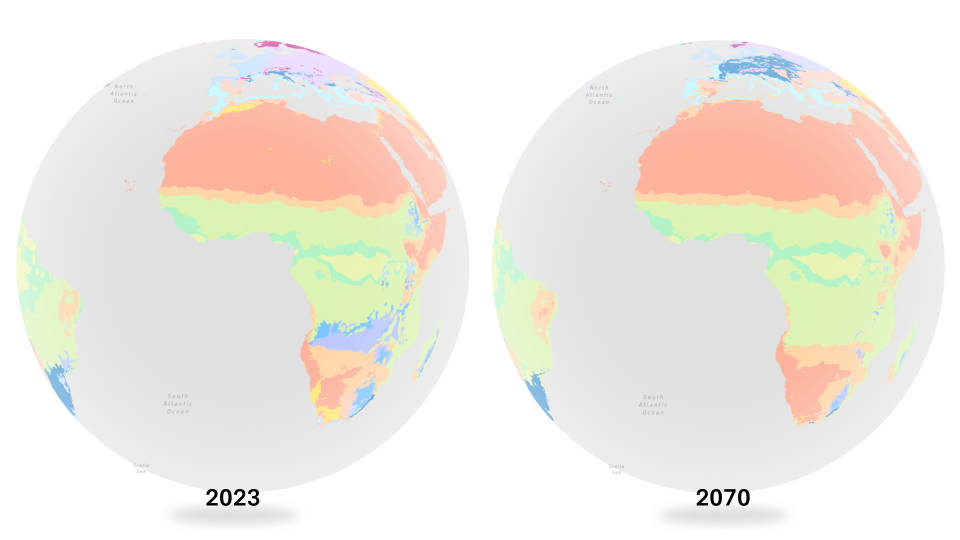 North
Atlantic
Ocean
North
Atlantic
Ocean
South
Atlantic
Ocean
South
Atlantic
Ocean
Scotia
Sea
Scotia
Sea
2023
2070